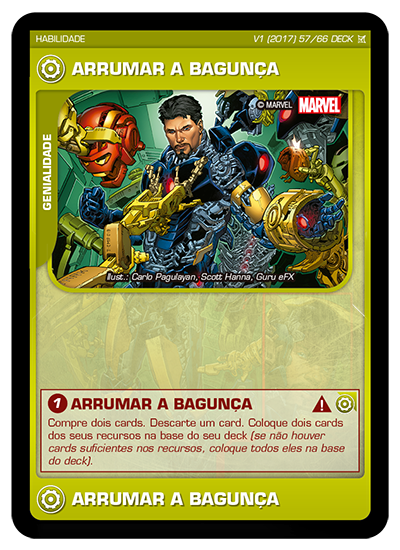 HABILIDADE
V1 (2017) 57/66 DECK
ARRUMAR A BAGUNÇA
GENIALIDADE
© MARVEL MARVEL
Illust.: Carlo Pagulayan, Scott Hanna, Guru eFX
1 ARRUMAR A BAGUNÇA
Compre dois cards. Descarte um card. Coloque dois cards
dos seus recursos na base do seu deck (se não houver
cards suficientes nos recursos, coloque todos eles na base
do deck).
ARRUMAR A BAGUNÇA